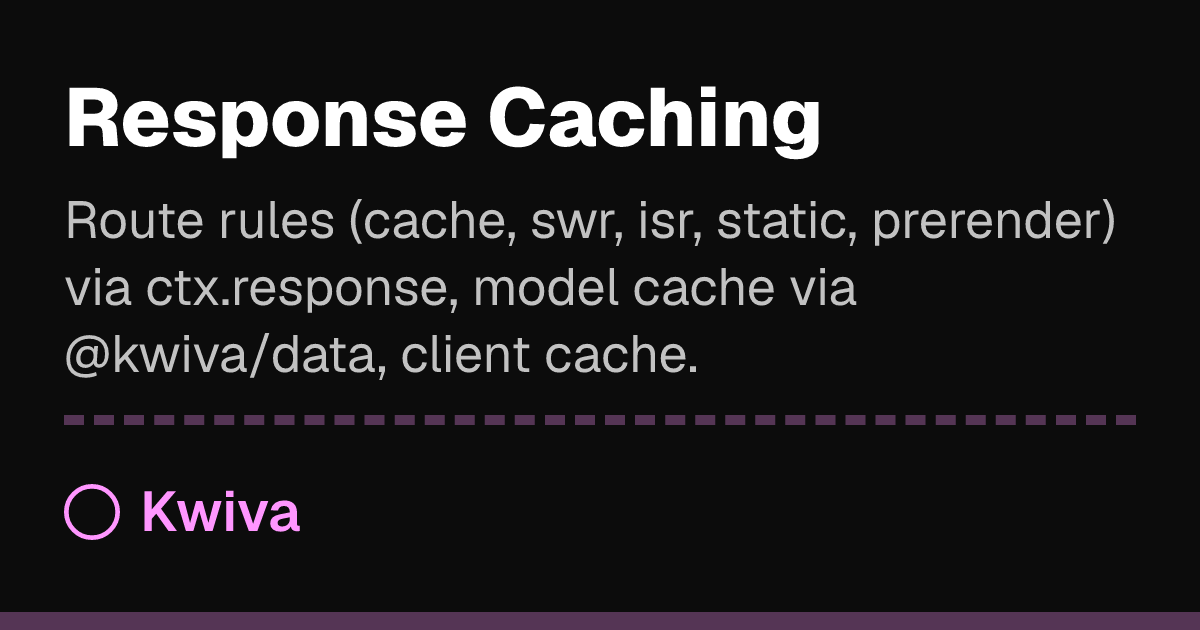 Response Caching
Route rules (cache, swr, isr, static, prerender)
via ctx.response, model cache via
@kwiva/data, client cache.
Kwiva